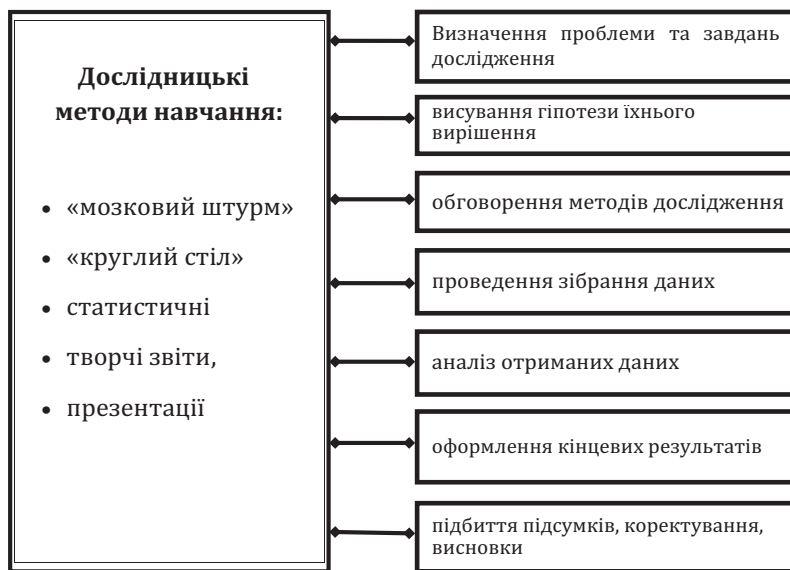 Дослідницькі
методи навчання:
• «мозковий штурм»
• «круглий стіл»
• статистичні
• творчі звіти,
• презентації
Визначення проблеми та завдань
дослідження
висування гіпотези їхнього
вирішення
обговорення методів дослідження
проведення зібрання даних
аналіз отриманих даних
оформлення кінцевих результатів
підбиття підсумків, коректування,
висновки